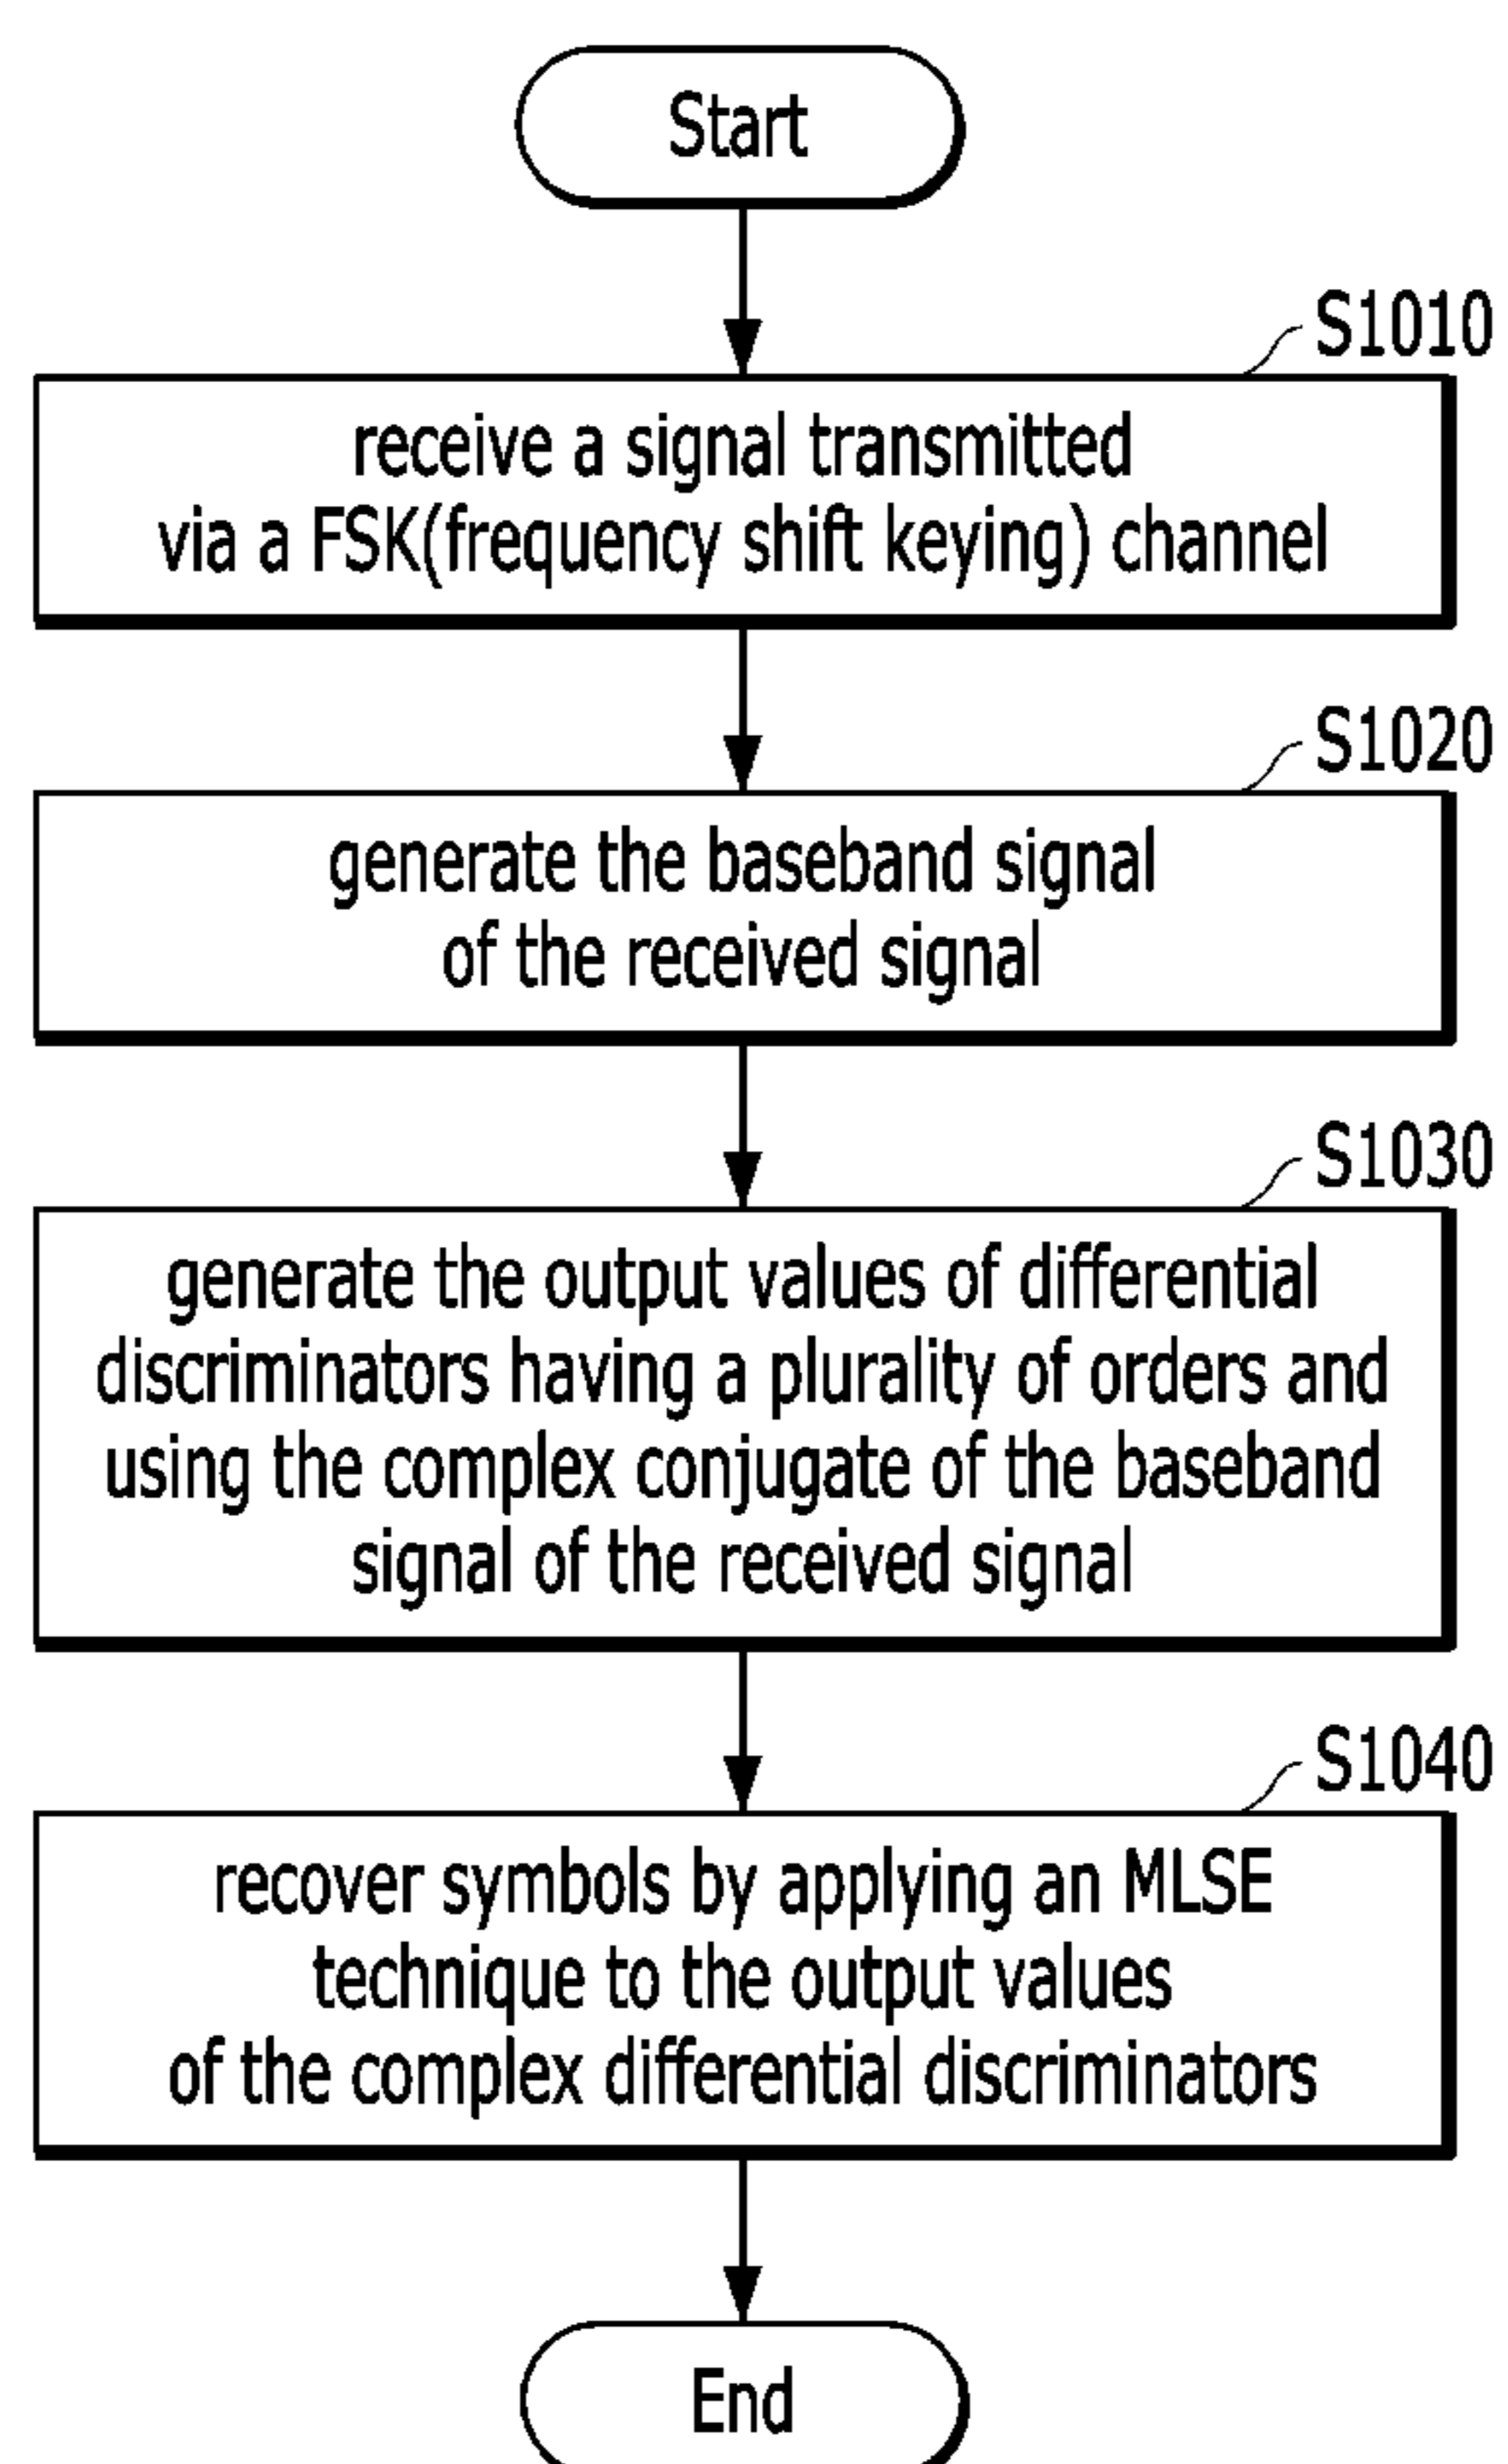 Start
S1010
receive a signal transmitted
via a FSK(frequency shift keying) channel
S1020
generate the baseband signal
of the received signal
S1030
generate the output values of differential
discriminators having a plurality of orders and
using the complex conjugate of the baseband
signal of the received signal
S1040
recover symbols by applying an MLSE
technique to the output values
of the complex differential discriminators
End